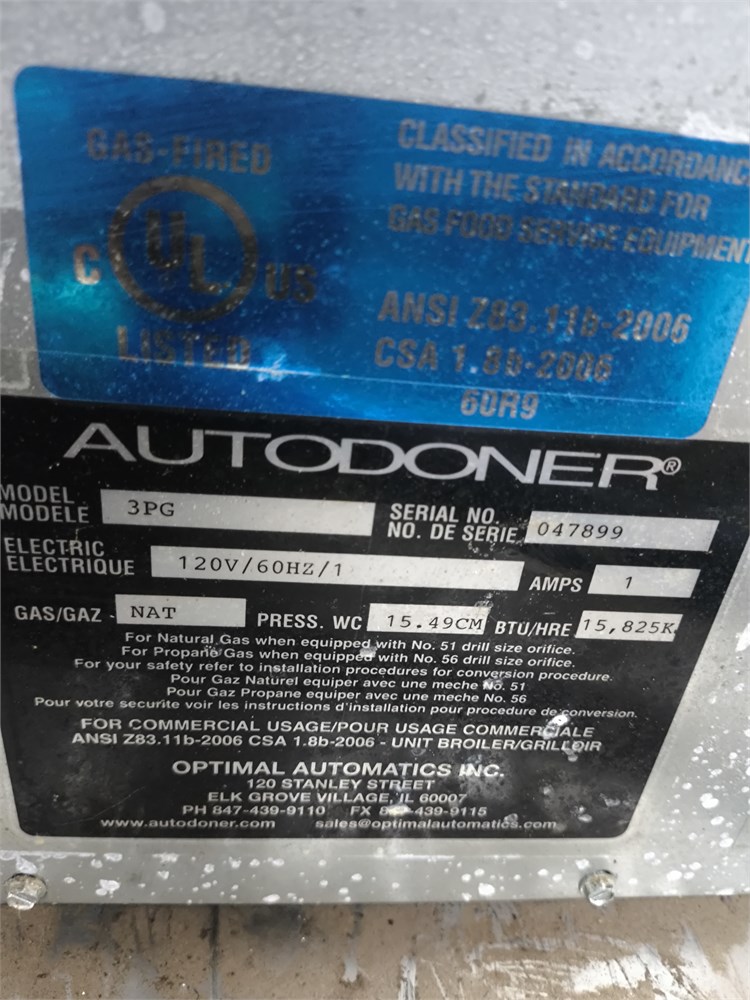 GAS-FIRED
C UL US
LISTED
CLASSIFIED IN ACCORDANCE
WITH THE STANDARD FOR
GAS FOOD SERVICE EQUIPMENT
ANSI Z83.11b-2006
CSA 1.8b-2006
60R9
AUTODONER®
MODEL
MODELE 3PG
SERIAL NO.
NO. DE SERIE 047899
ELECTRIC
ELECTRIQUE 120V/60HZ/1 AMPS 1
GAS/GAZ - NAT PRESS. WC 15.49CM BTU/HRE 15,825K
For Natural Gas when equipped with No. 51 drill size orifice.
For Propane Gas when equipped with No. 56 drill size orifice.
For your safety refer to installation procedures for conversion procedure.
Pour Gaz Naturel equiper avec une meche No. 51
Pour Gaz Propane equiper avec une meche No. 56
Pour votre securite voir les instructions d'installation pour procedure de conversion.
FOR COMMERCIAL USAGE/POUR USAGE COMMERCIALE
ANSI Z83.11b-2006 CSA 1.8b-2006 - UNIT BROILER/GRILLOIR
OPTIMAL AUTOMATICS INC.
120 STANLEY STREET
ELK GROVE VILLAGE, IL 60007
PH 847-439-9110 FX 847-439-9115
www.autodoner.com sales@optimalautomatics.com